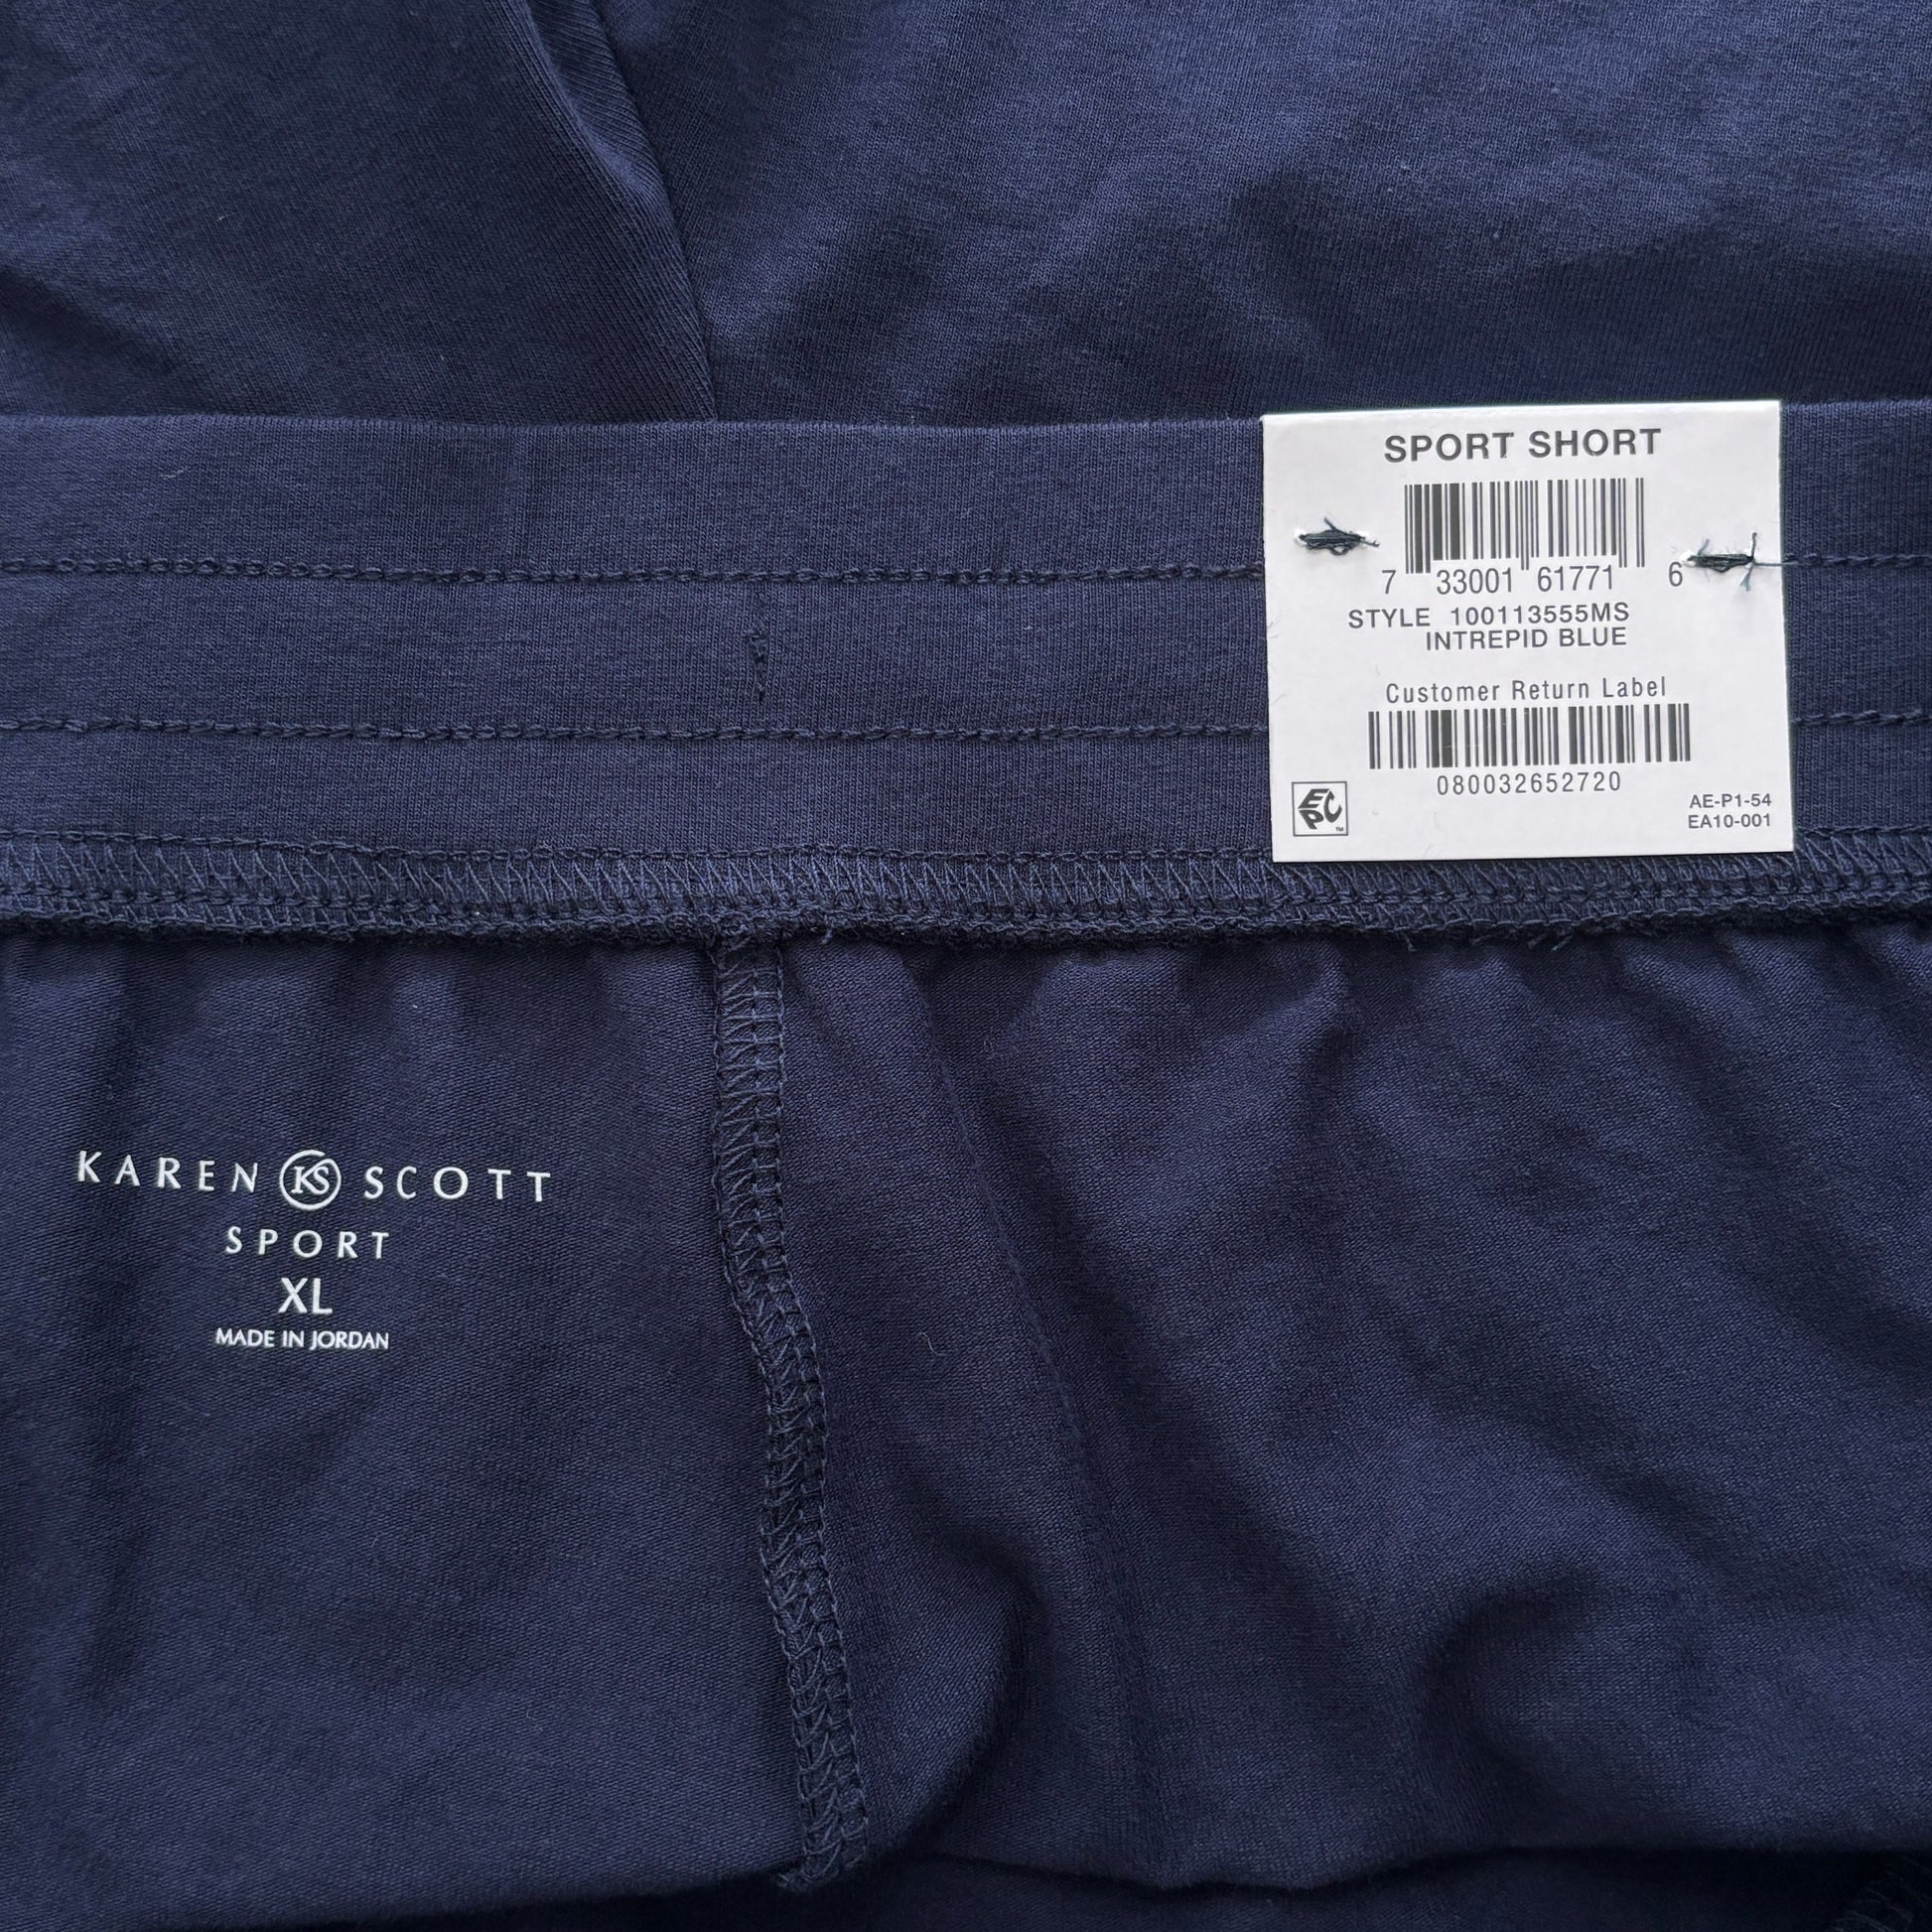 SPORT SHORT
7 33001 61771 6
STYLE 100113555MS
INTREPID BLUE
Customer Return Label
080032652720
EPC™
AE-P1-54
EA10-001
KAREN KS SCOTT
SPORT
XL
MADE IN JORDAN